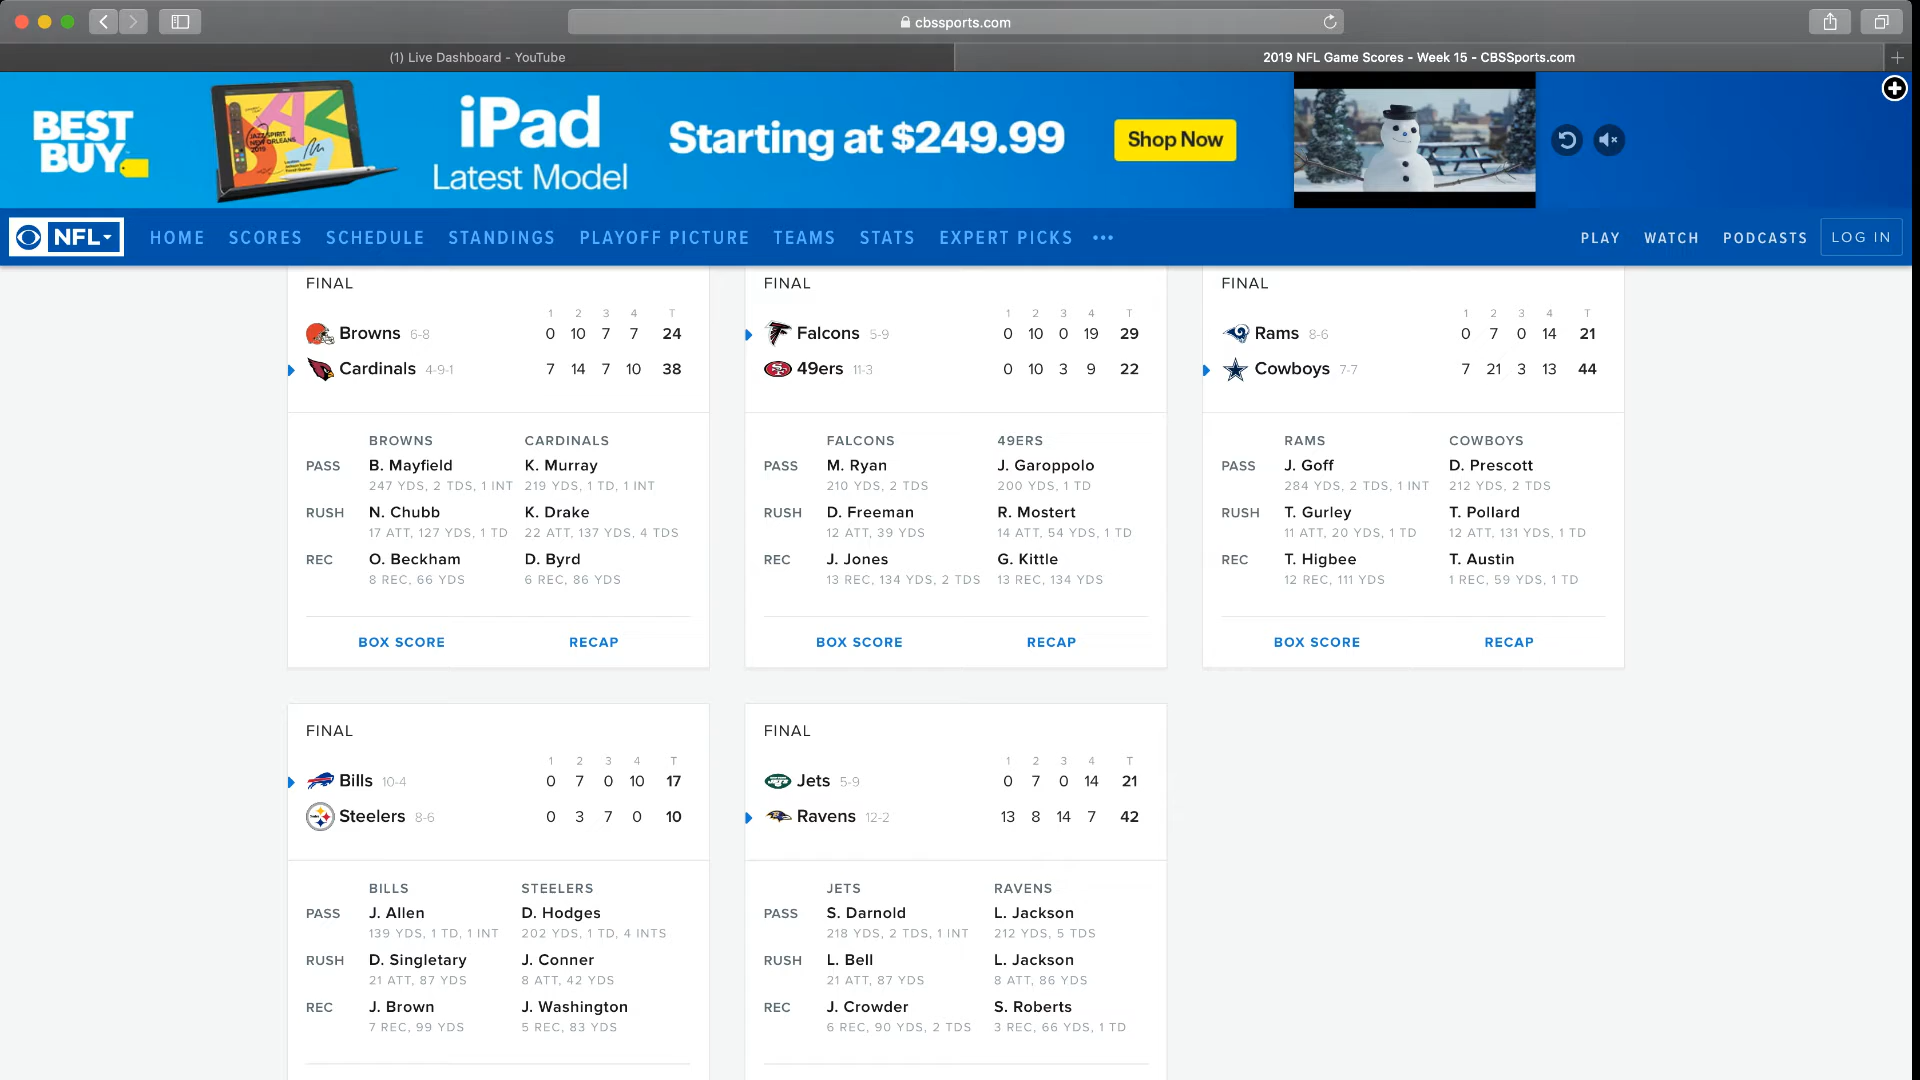 cbssports.com
(1) Live Dashboard - YouTube
2019 NFL Game Scores - Week 15 - CBSSports.com
BEST BUY
iPad
Latest Model
Starting at $249.99
Shop Now
NFL HOME SCORES SCHEDULE STANDINGS PLAYOFF PICTURE TEAMS STATS EXPERT PICKS ••• PLAY WATCH PODCASTS LOG IN
FINAL
1 2 3 4 T
Browns 6-8 0 10 7 7 24
Cardinals 4-9-1 7 14 7 10 38
BROWNS CARDINALS
PASS B. Mayfield K. Murray
247 YDS, 2 TDS, 1 INT 219 YDS, 1 TD, 1 INT
RUSH N. Chubb K. Drake
17 ATT, 127 YDS, 1 TD 22 ATT, 137 YDS, 4 TDS
REC O. Beckham D. Byrd
8 REC, 66 YDS 6 REC, 86 YDS
BOX SCORE RECAP
FINAL
1 2 3 4 T
Falcons 5-9 0 10 0 19 29
49ers 11-3 0 10 3 9 22
FALCONS 49ERS
PASS M. Ryan J. Garoppolo
210 YDS, 2 TDS 200 YDS, 1 TD
RUSH D. Freeman R. Mostert
12 ATT, 39 YDS 14 ATT, 54 YDS, 1 TD
REC J. Jones G. Kittle
13 REC, 134 YDS, 2 TDS 13 REC, 134 YDS
BOX SCORE RECAP
FINAL
1 2 3 4 T
Rams 8-6 0 7 0 14 21
Cowboys 7-7 7 21 3 13 44
RAMS COWBOYS
PASS J. Goff D. Prescott
284 YDS, 2 TDS, 1 INT 212 YDS, 2 TDS
RUSH T. Gurley T. Pollard
11 ATT, 20 YDS, 1 TD 12 ATT, 131 YDS, 1 TD
REC T. Higbee T. Austin
12 REC, 111 YDS 1 REC, 59 YDS, 1 TD
BOX SCORE RECAP
FINAL
1 2 3 4 T
Bills 10-4 0 7 0 10 17
Steelers 8-6 0 3 7 0 10
BILLS STEELERS
PASS J. Allen D. Hodges
139 YDS, 1 TD, 1 INT 202 YDS, 1 TD, 4 INTS
RUSH D. Singletary J. Conner
21 ATT, 87 YDS 8 ATT, 42 YDS
REC J. Brown J. Washington
7 REC, 99 YDS 5 REC, 83 YDS
FINAL
1 2 3 4 T
Jets 5-9 0 7 0 14 21
Ravens 12-2 13 8 14 7 42
JETS RAVENS
PASS S. Darnold L. Jackson
218 YDS, 2 TDS, 1 INT 212 YDS, 5 TDS
RUSH L. Bell L. Jackson
21 ATT, 87 YDS 8 ATT, 86 YDS
REC J. Crowder S. Roberts
6 REC, 90 YDS, 2 TDS 3 REC, 66 YDS, 1 TD